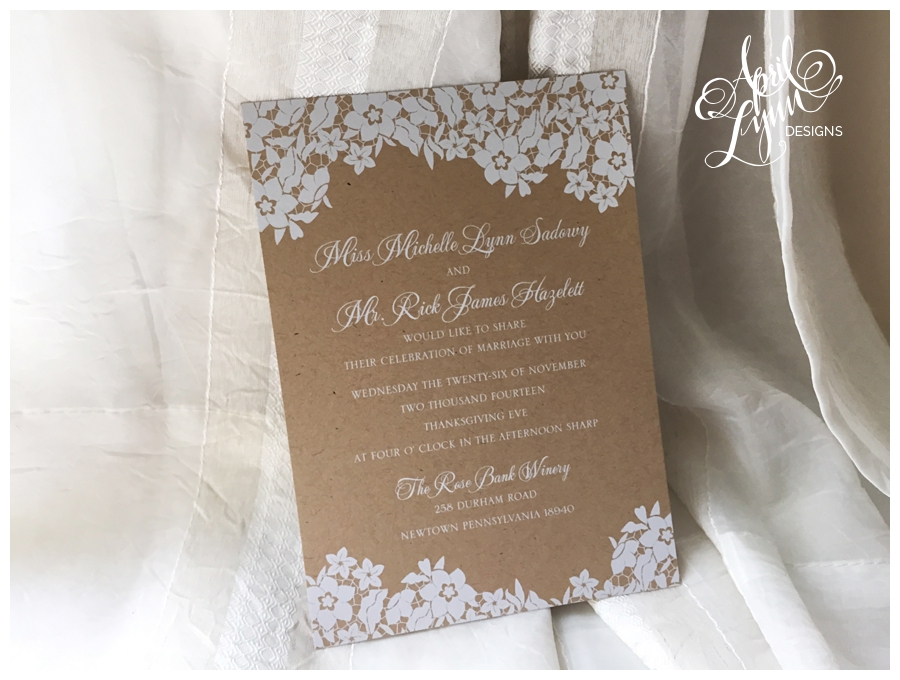 April
Lynn
DESIGNS
Miss Michelle Lynn Sadowy
AND
Mr. Rick James Hazelett
WOULD LIKE TO SHARE
THEIR CELEBRATION OF MARRIAGE WITH YOU
WEDNESDAY THE TWENTY-SIX OF NOVEMBER
TWO THOUSAND FOURTEEN
THANKSGIVING EVE
AT FOUR O' CLOCK IN THE AFTERNOON SHARP
The Rose Bank Winery
258 DURHAM ROAD
NEWTOWN PENNSYLVANIA 18940